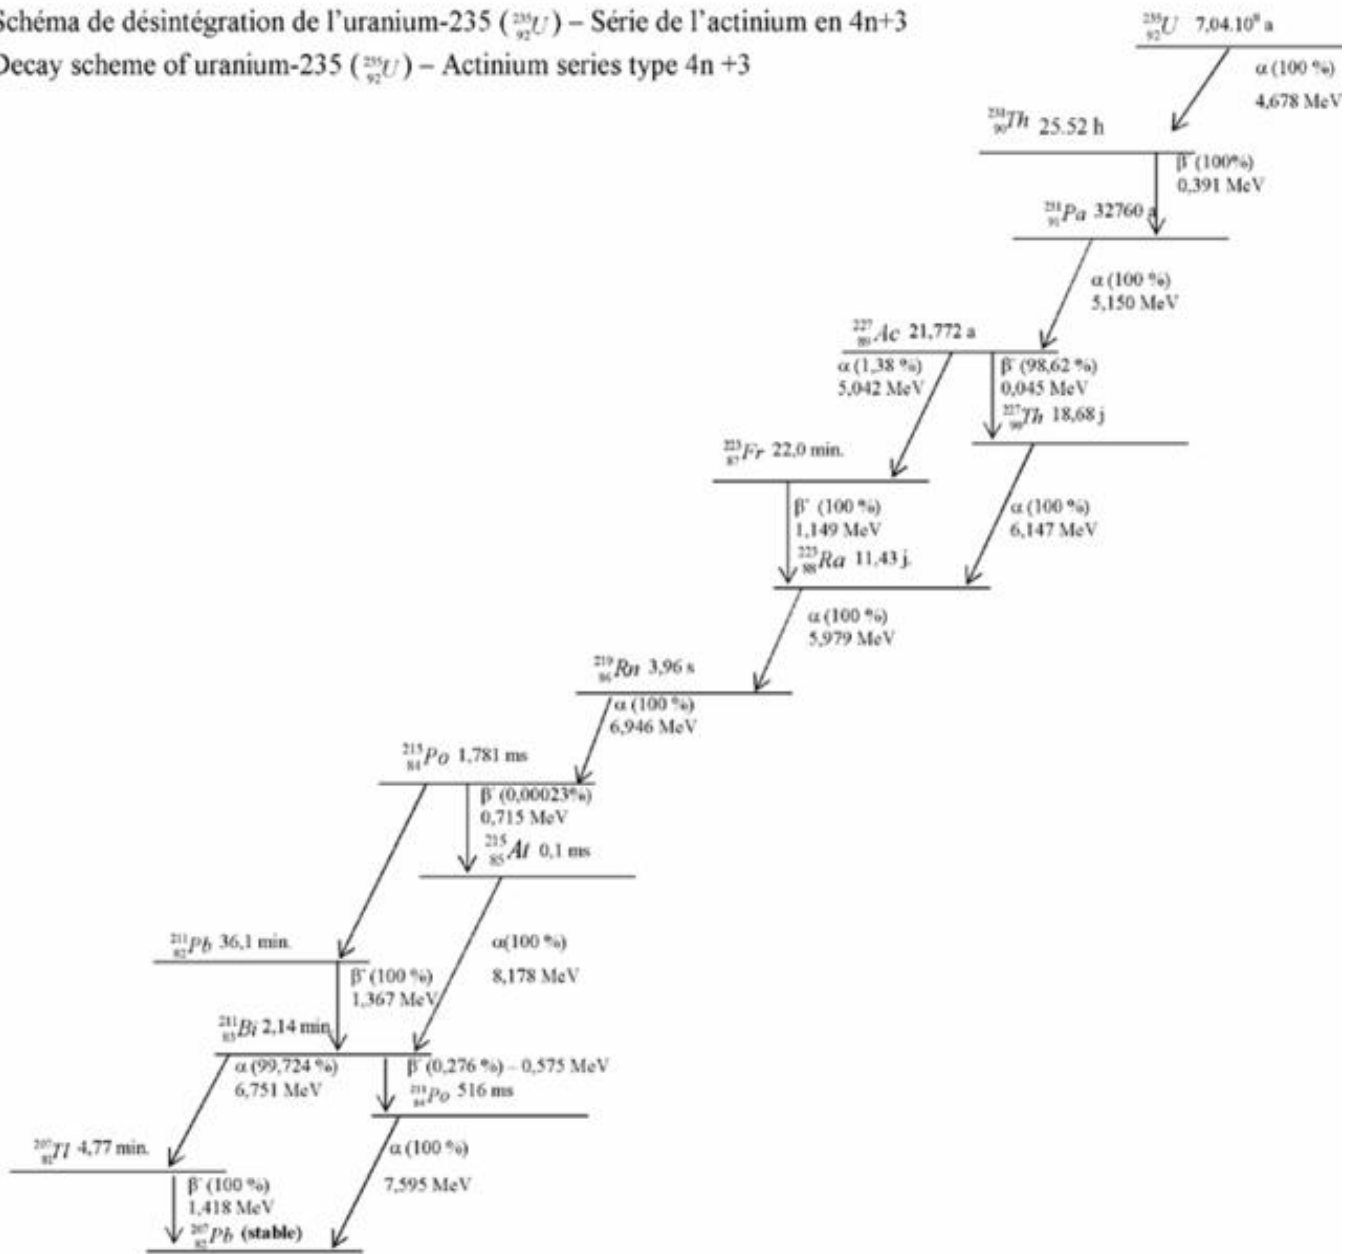 Schéma de désintégration de l'uranium-235 (²³⁵₉₂U) – Série de l'actinium en 4n+3
Decay scheme of uranium-235 (²³⁵₉₂U) – Actinium series type 4n +3
²³⁵₉₂U 7,04.10⁸ a
α (100 %)
4,678 MeV
²³¹₉₀Th 25.52 h
β⁻ (100%)
0,391 MeV
²³¹₉₁Pa 32760 a
α (100 %)
5,150 MeV
²²⁷₈₉Ac 21,772 a
α (1,38 %)
5,042 MeV
β⁻ (98,62 %)
0,045 MeV
²²⁷₉₀Th 18,68 j
²²³₈₇Fr 22,0 min.
β⁻ (100 %)
1,149 MeV
α (100 %)
6,147 MeV
²²³₈₈Ra 11,43 j.
α (100 %)
5,979 MeV
²¹⁹₈₆Rn 3,96 s
α (100 %)
6,946 MeV
²¹⁵₈₄Po 1,781 ms
β⁻ (0,00023%)
0,715 MeV
²¹⁵₈₅At 0,1 ms
²¹¹₈₂Pb 36,1 min.
α(100 %)
8,178 MeV
β⁻ (100 %)
1,367 MeV
²¹¹₈₃Bi 2,14 min
α (99,724 %)
6,751 MeV
β⁻ (0,276 %) – 0,575 MeV
²¹¹₈₄Po 516 ms
²⁰⁷₈₁Tl 4,77 min.
α (100 %)
7,595 MeV
β⁻ (100 %)
1,418 MeV
²⁰⁷₈₂Pb (stable)